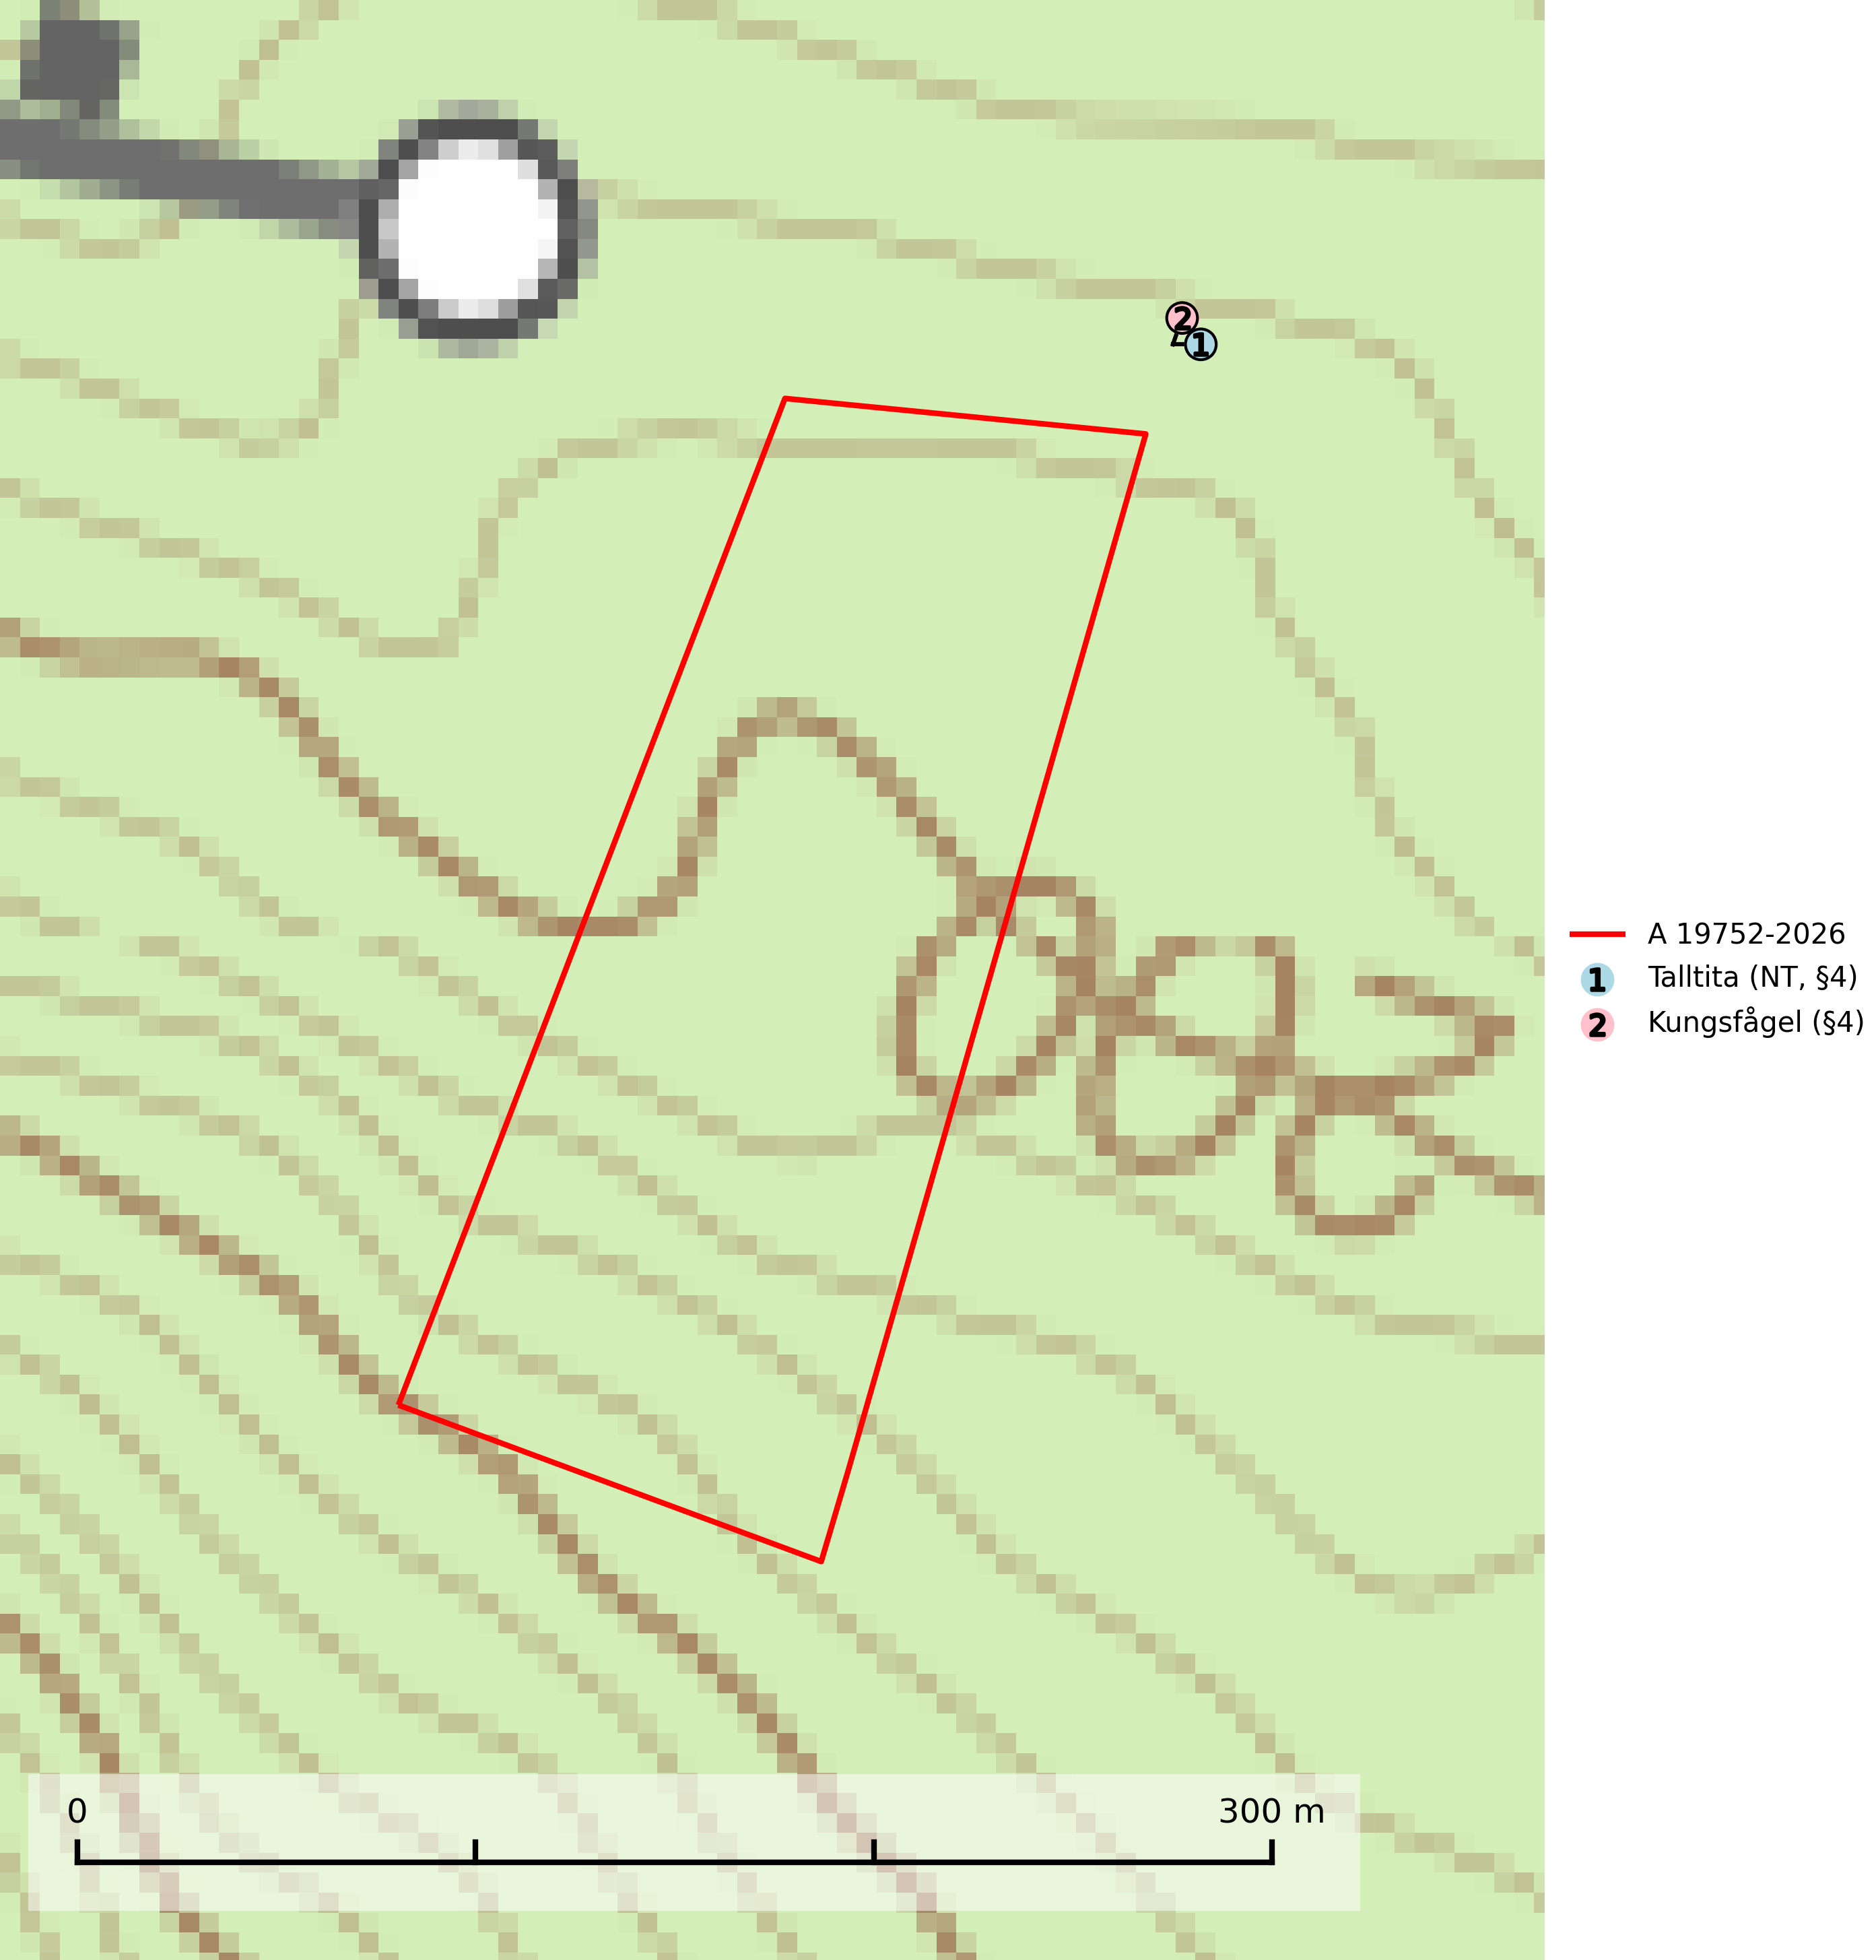 2
1
A 19752-2026
1 Talltita (NT, §4)
2 Kungsfågel (§4)
0 300 m